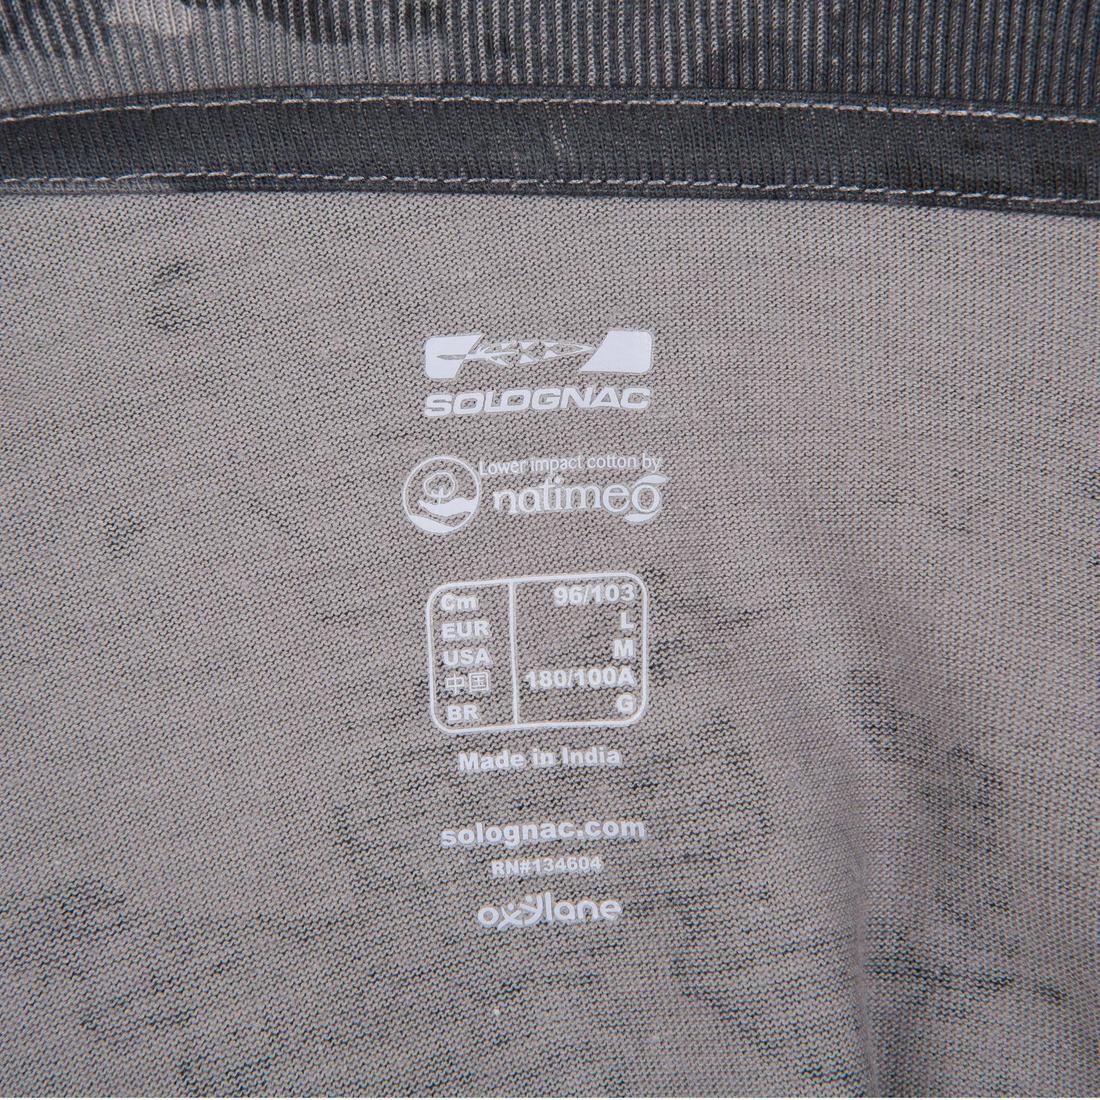 SOLOGNAC
Lower impact cotton by
natimeo
Cm 96/103
EUR L
USA M
中国 180/100A
BR G
Made in India
solognac.com
RN#134604
oxylane